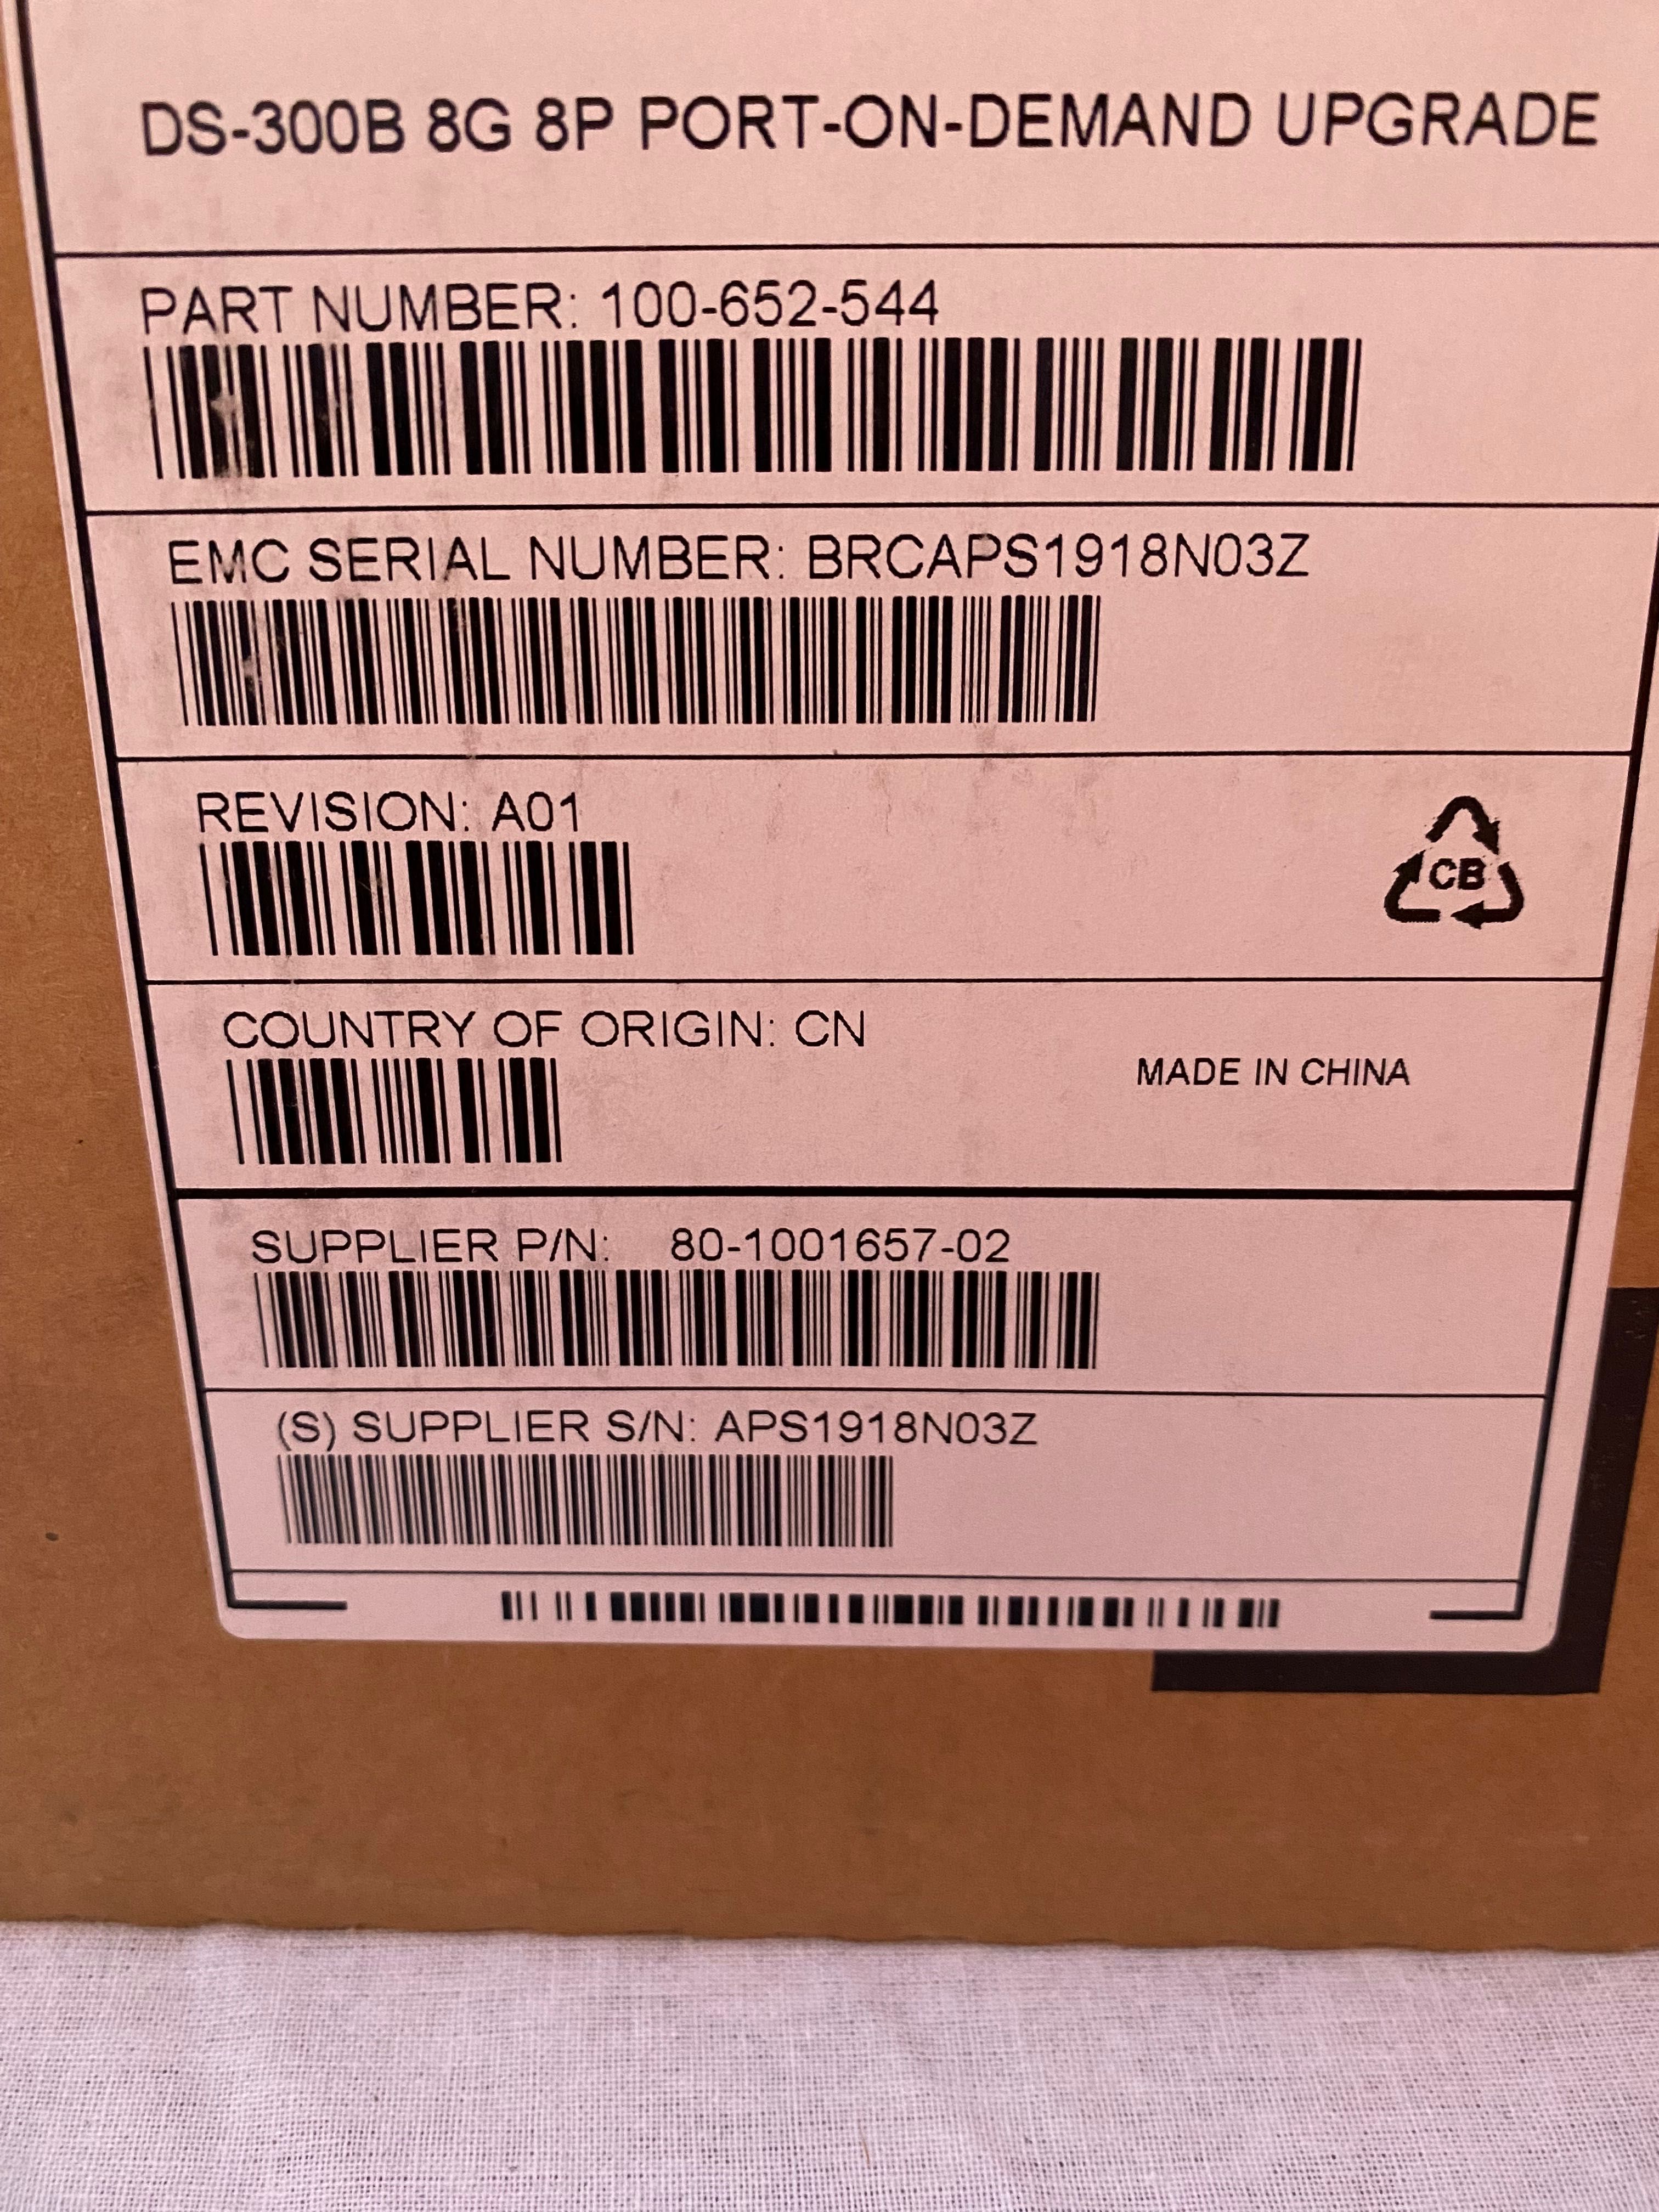 DS-300B 8G 8P PORT-ON-DEMAND UPGRADE
PART NUMBER: 100-652-544
EMC SERIAL NUMBER: BRCAPS1918N03Z
REVISION: A01
CB
COUNTRY OF ORIGIN: CN
MADE IN CHINA
SUPPLIER P/N: 80-1001657-02
(S) SUPPLIER S/N: APS1918N03Z